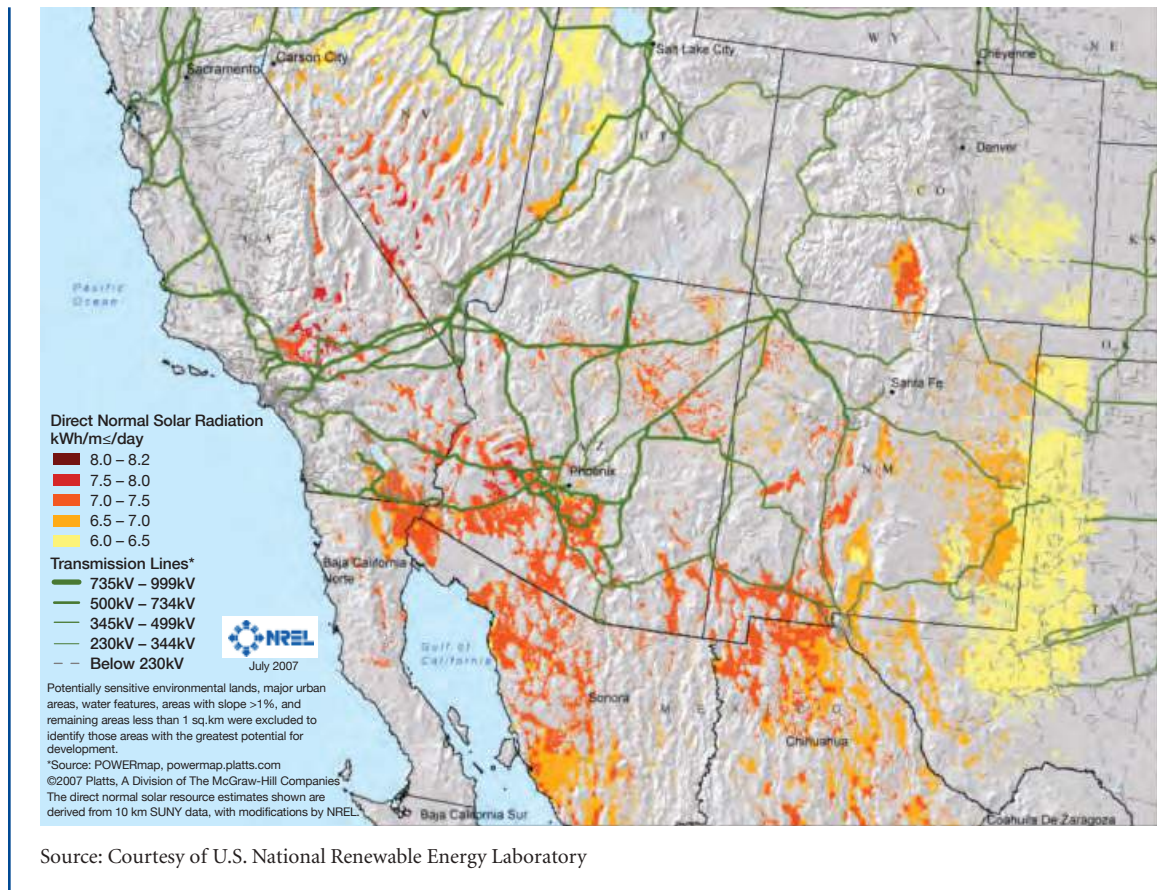 W Y
N E
Salt Lake City
Cheyenne
Carson City
Sacramento
N V
U T
Denver
C O
C A
K S
Pacific
Ocean
O K
Santa Fe
Direct Normal Solar Radiation
kWh/m≤/day
8.0 – 8.2
7.5 – 8.0
7.0 – 7.5
6.5 – 7.0
6.0 – 6.5
A Z
Phoenix
N M
Transmission Lines*
735kV – 999kV
500kV – 734kV
345kV – 499kV
230kV – 344kV
Below 230kV
Baja California
Norte
T X
NREL
July 2007
Gulf of
California
Sonora
M E X I C O
Chihuahua
Potentially sensitive environmental lands, major urban
areas, water features, areas with slope >1%, and
remaining areas less than 1 sq.km were excluded to
identify those areas with the greatest potential for
development.
*Source: POWERmap, powermap.platts.com
©2007 Platts, A Division of The McGraw-Hill Companies
The direct normal solar resource estimates shown are
derived from 10 km SUNY data, with modifications by NREL.
Baja California Sur
Coahuila De Zaragoza
Source: Courtesy of U.S. National Renewable Energy Laboratory